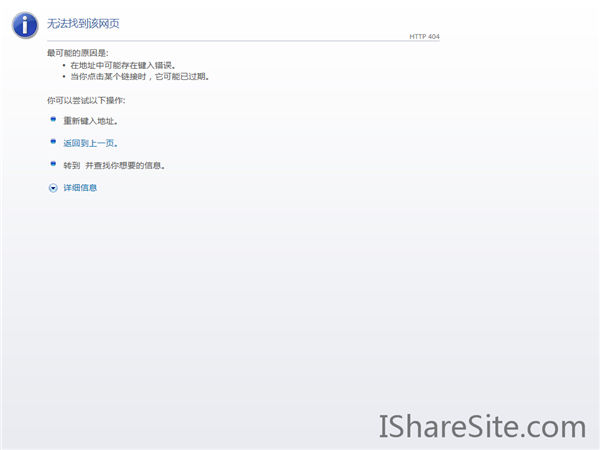 无法找到该网页
HTTP 404
最可能的原因是:
• 在地址中可能存在键入错误。
• 当你点击某个链接时，它可能已过期。
你可以尝试以下操作:
重新键入地址。
返回到上一页。
转到 并查找你想要的信息。
详细信息
IShareSite.com